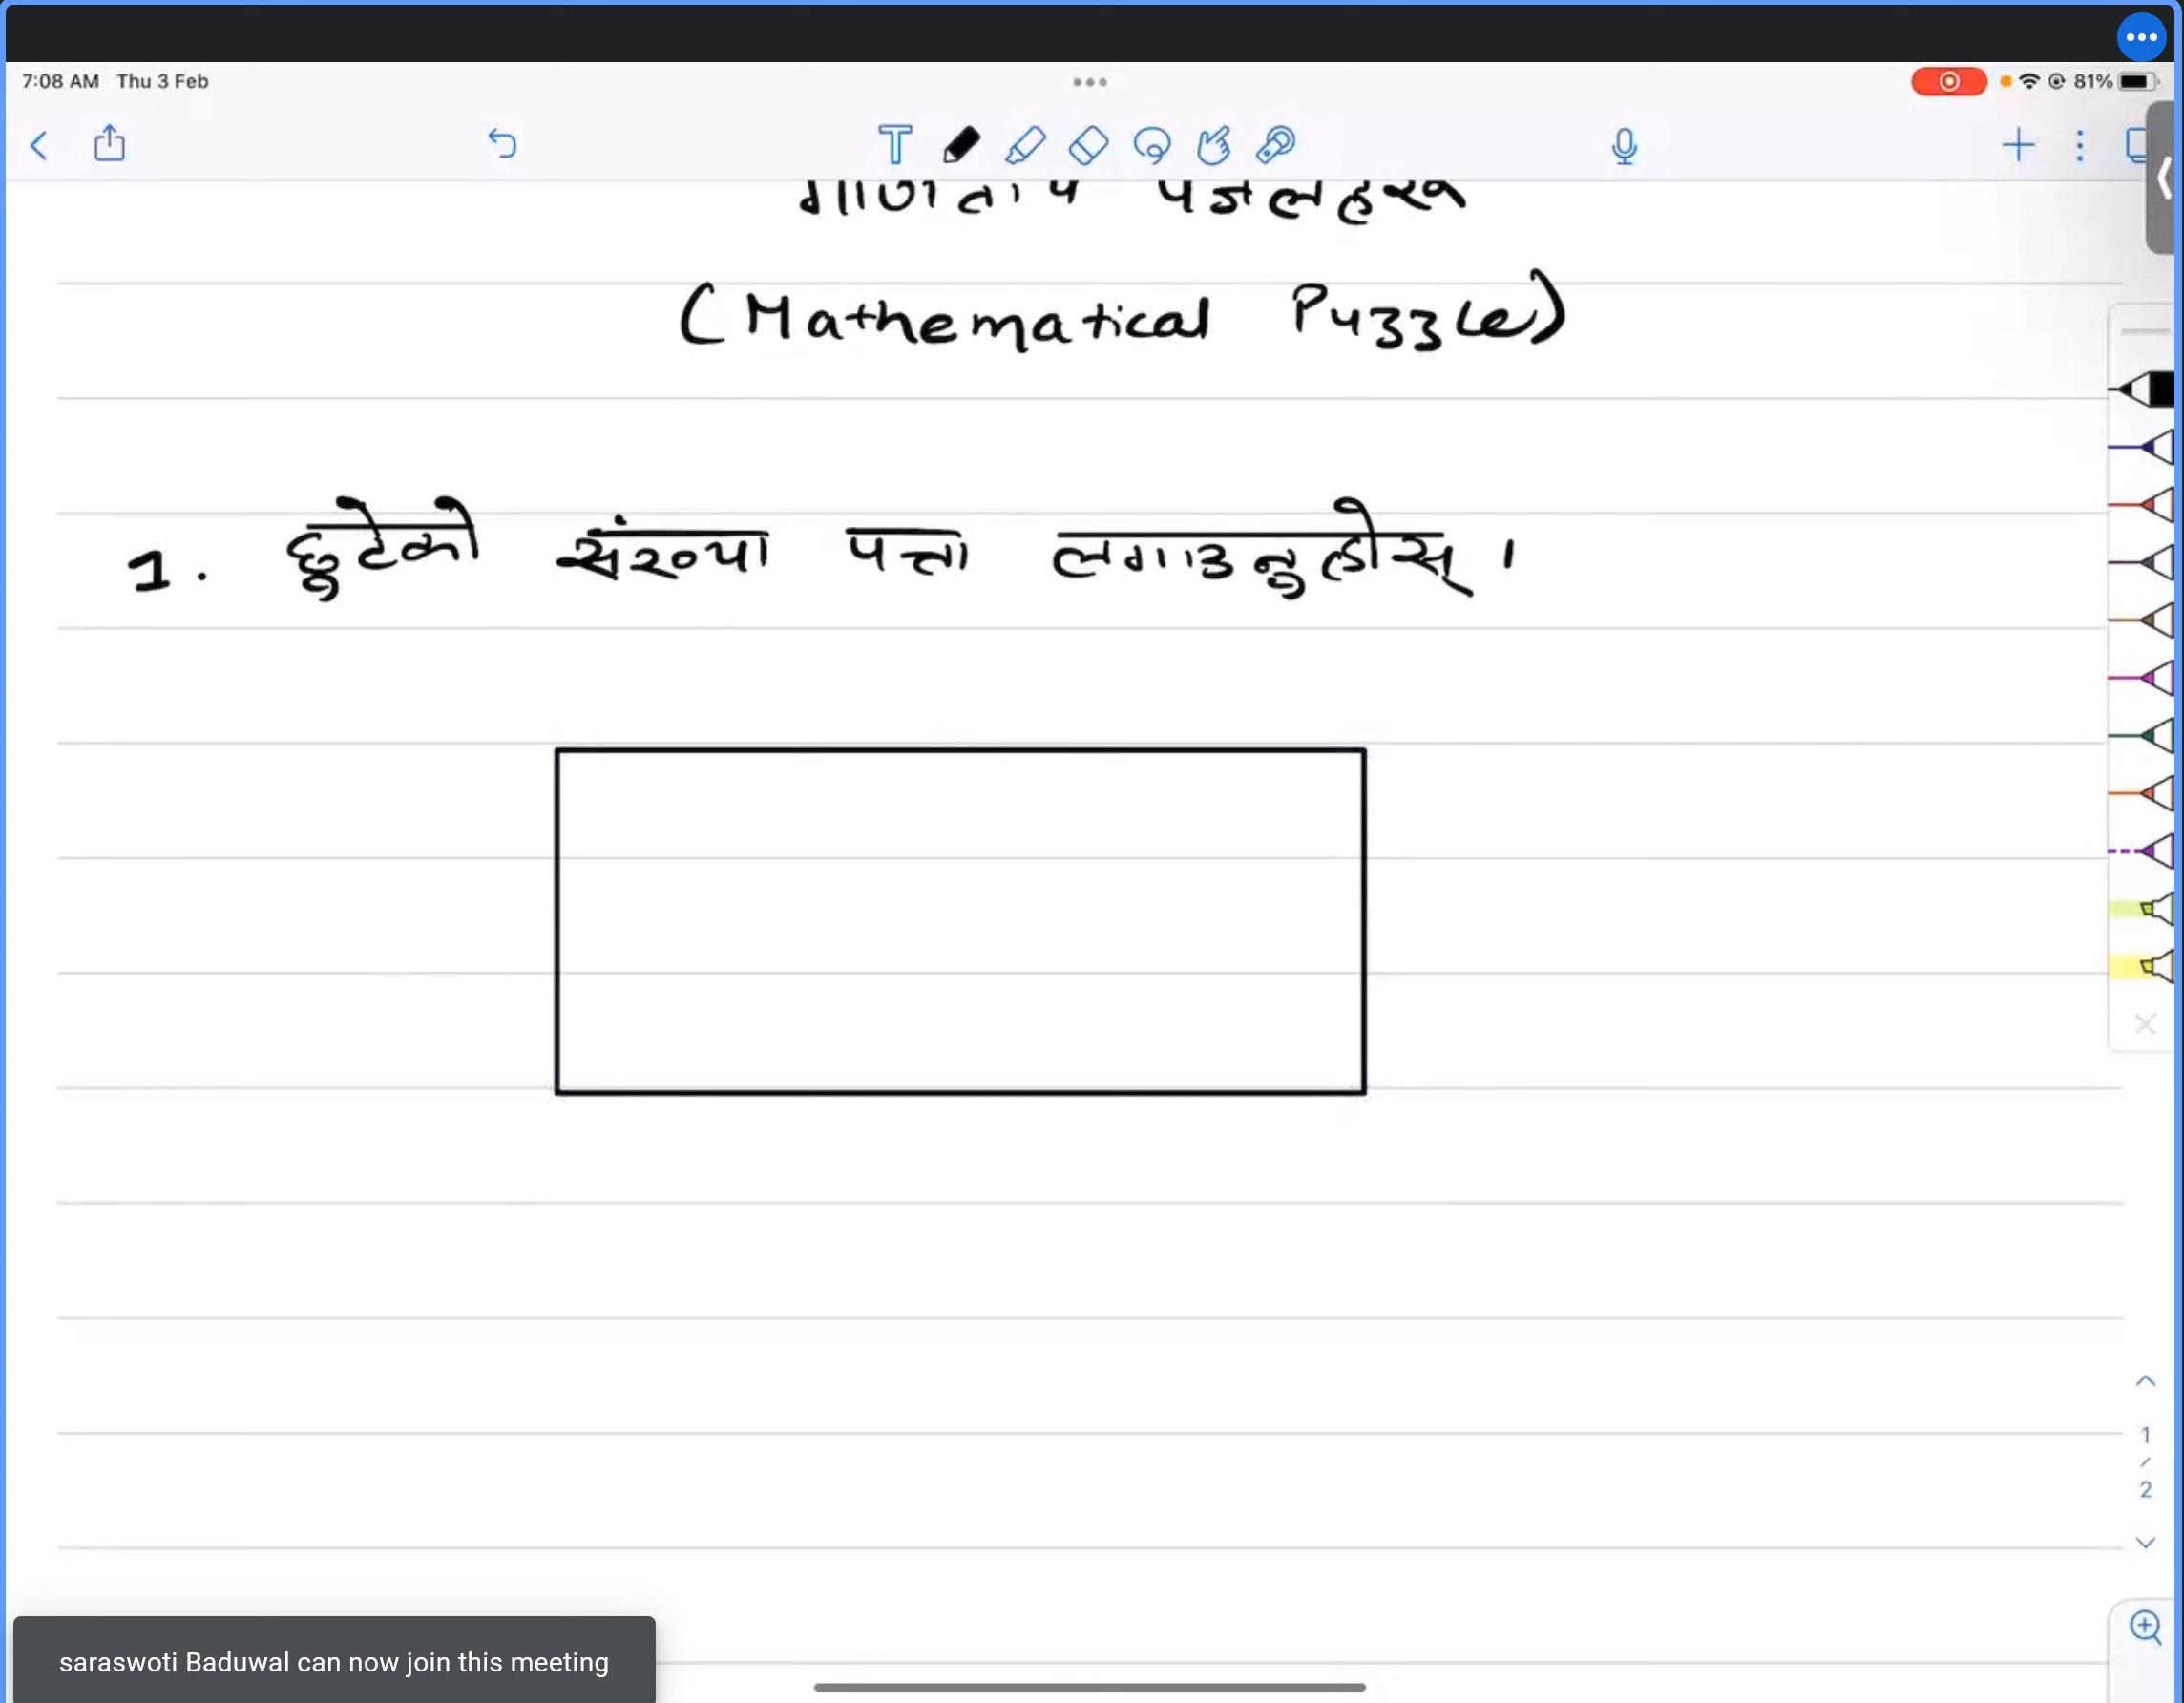 7:08 AM Thu 3 Feb
81%
(Mathematical Puzzle)
1. छुटेको संख्या पत्ता लगाउनुहोस् ।
1
/
2
saraswoti Baduwal can now join this meeting